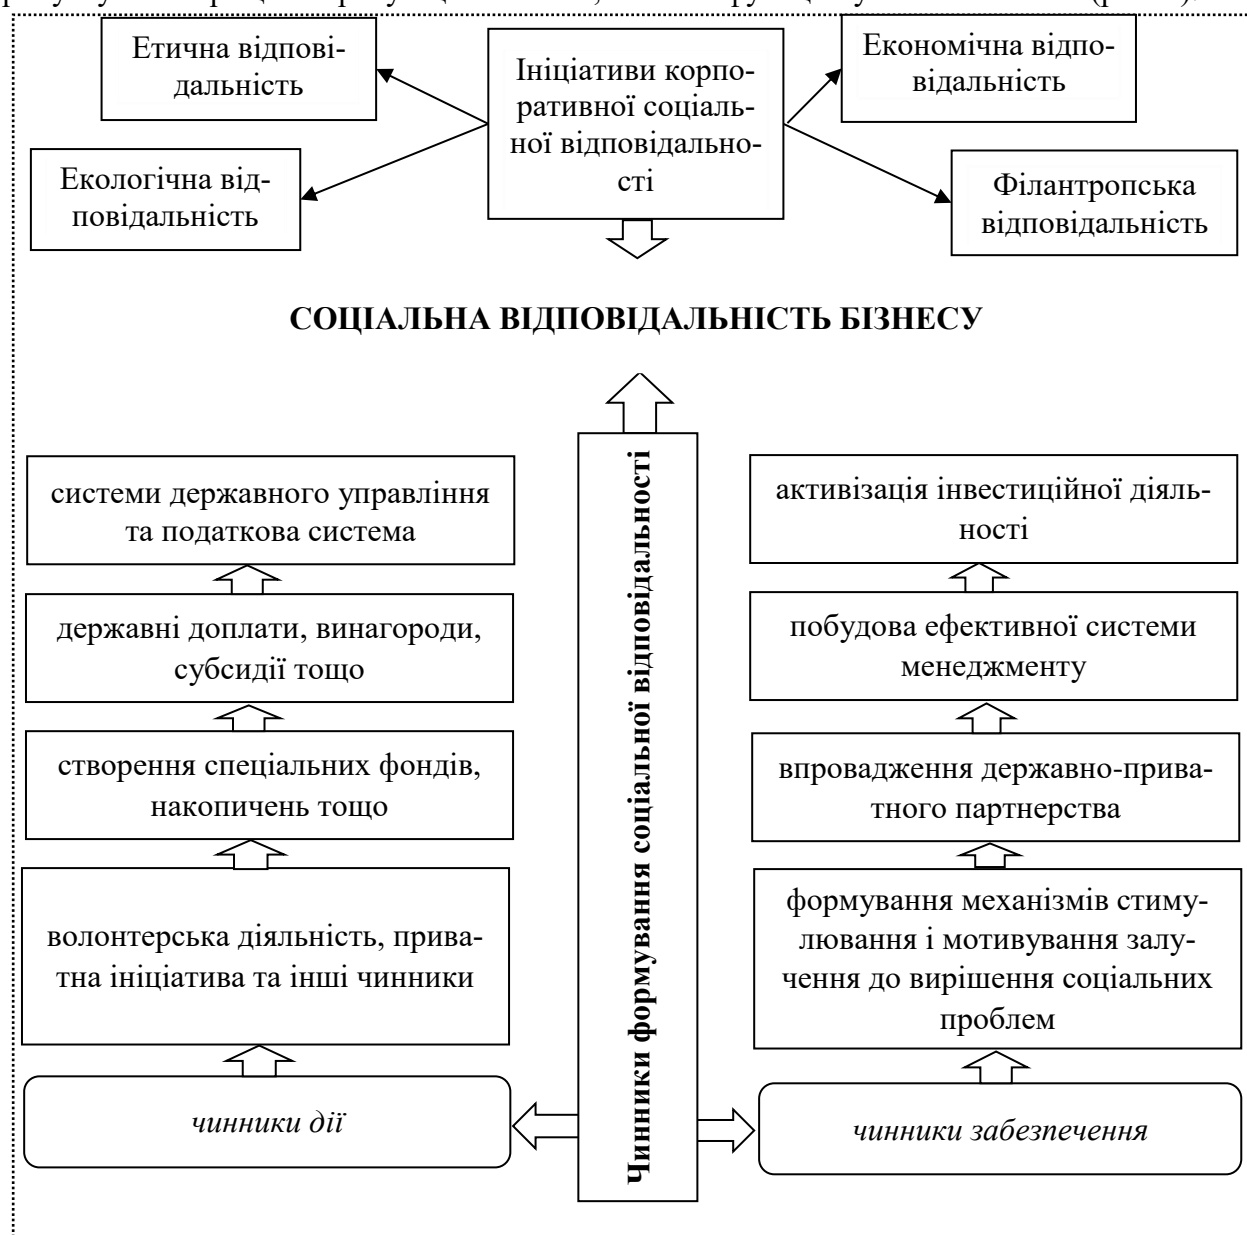 Етична відпові-
дальність
Ініціативи корпо-
ративної соціаль-
ної відповідально-
сті
Економічна відпо-
відальність
Екологічна від-
повідальність
Філантропська
відповідальність
СОЦІАЛЬНА ВІДПОВІДАЛЬНІСТЬ БІЗНЕСУ
Чинники формування соціальної відповідальності
системи державного управління
та податкова система
державні доплати, винагороди,
субсидії тощо
створення спеціальних фондів,
накопичень тощо
волонтерська діяльність, прива-
тна ініціатива та інші чинники
чинники дії
активізація інвестиційної діяль-
ності
побудова ефективної системи
менеджменту
впровадження державно-прива-
тного партнерства
формування механізмів стиму-
лювання і мотивування залу-
чення до вирішення соціальних
проблем
чинники забезпечення